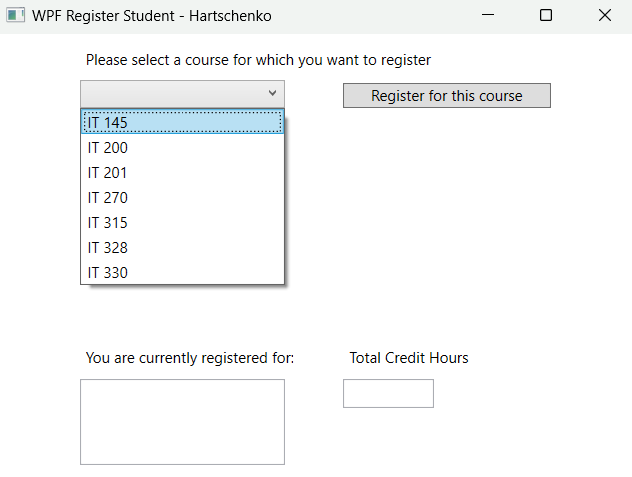 WPF Register Student - Hartschenko
Please select a course for which you want to register
Register for this course
IT 145
IT 200
IT 201
IT 270
IT 315
IT 328
IT 330
You are currently registered for:
Total Credit Hours